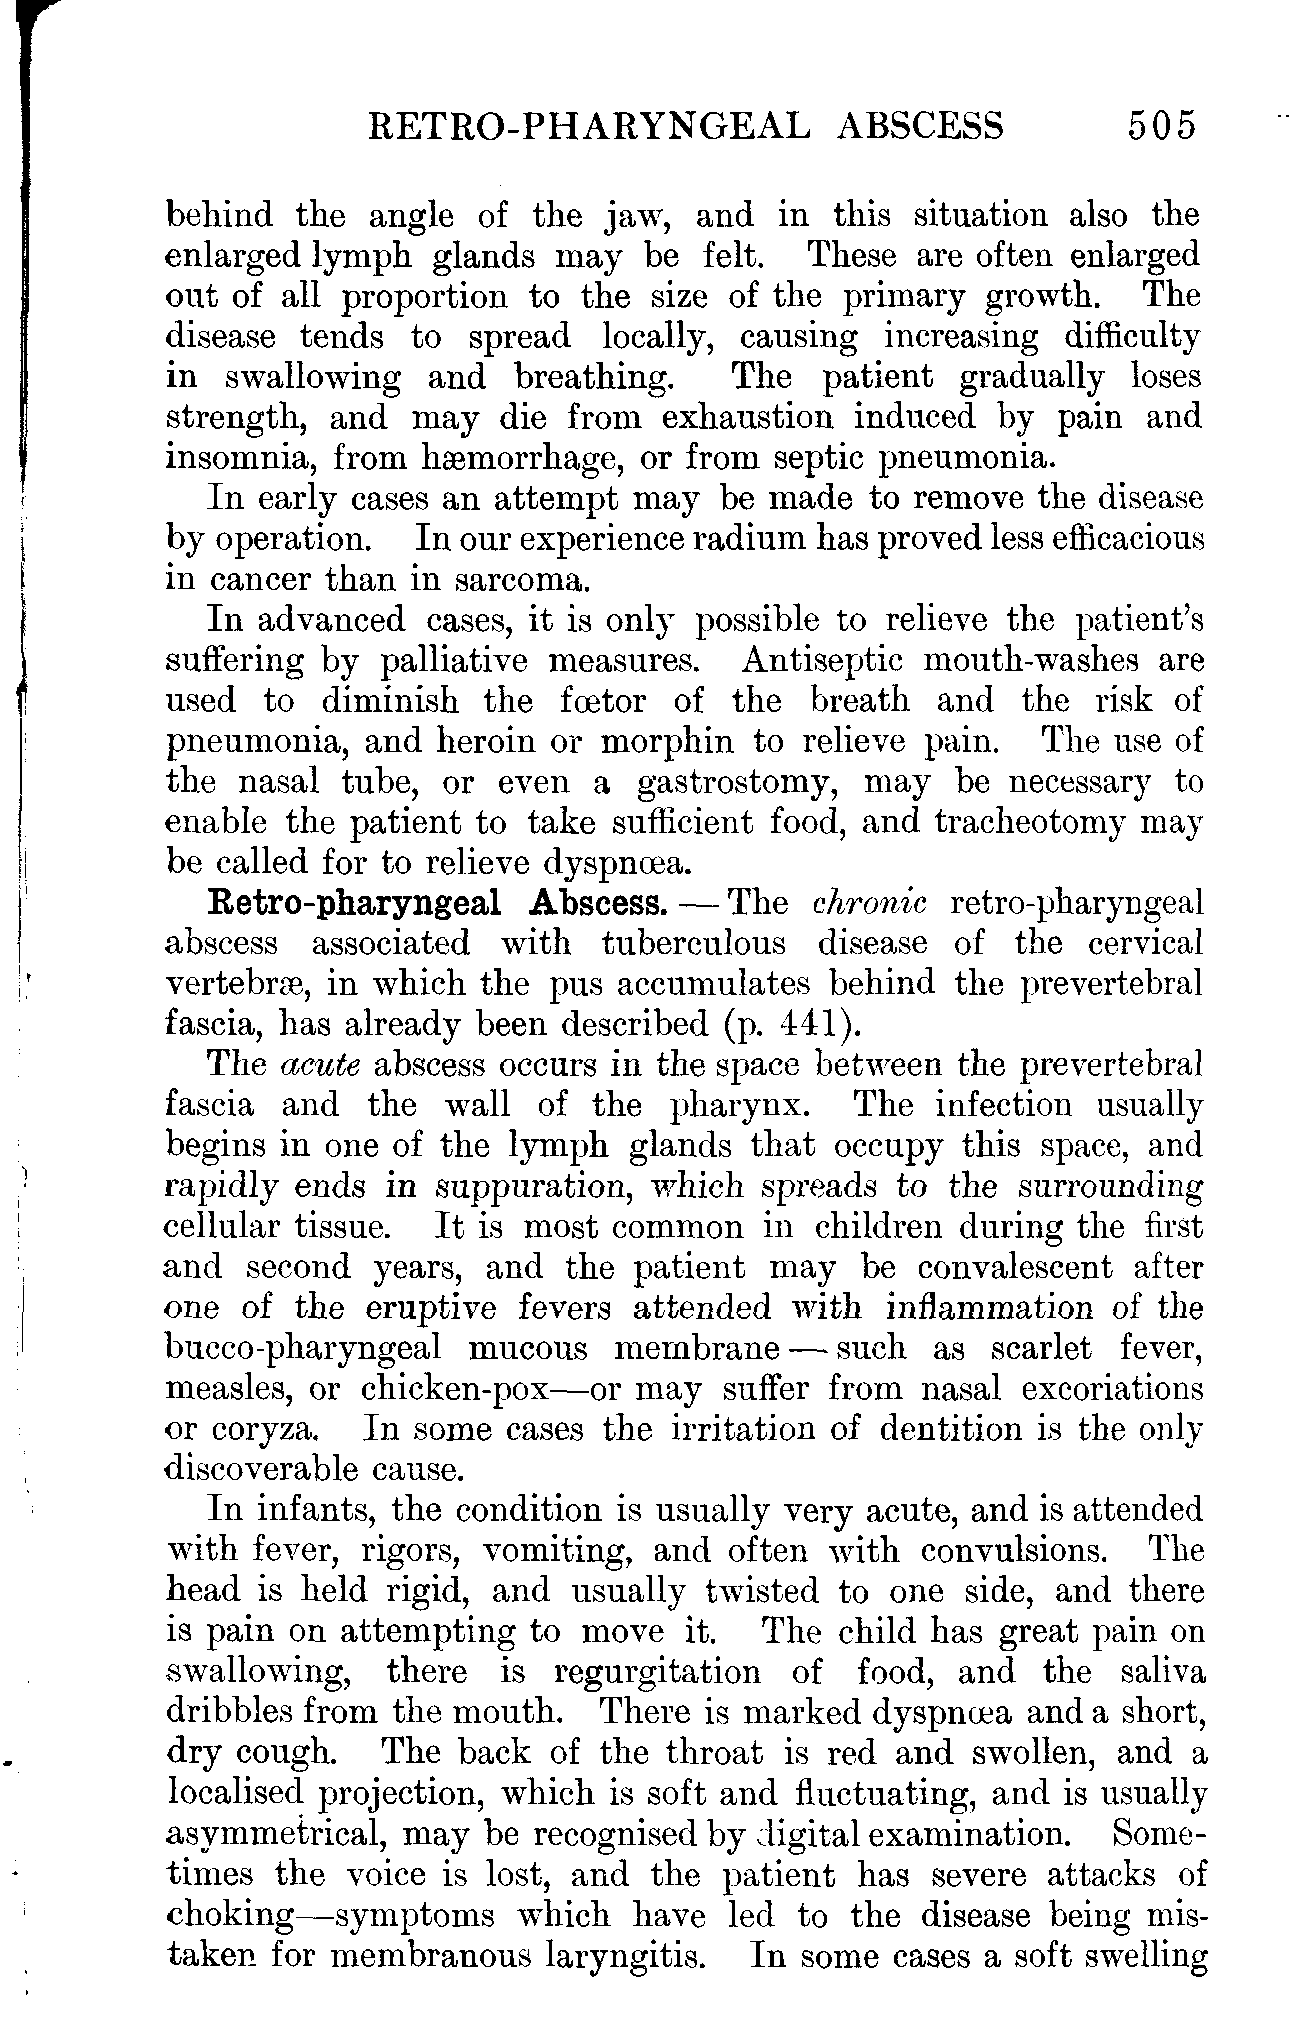 RETRO-PHARYNGEAL ABSCESS 505
behind the angle of the jaw, and in this situation also the
enlarged lymph glands may be felt. These are often enlarged
out of all proportion to the size of the primary growth. The
disease tends to spread locally, causing increasing difficulty
in swallowing and breathing. The patient gradually loses
strength, and may die from exhaustion induced by pain and
insomnia, from hæmorrhage, or from septic pneumonia.
In early cases an attempt may be made to remove the disease
by operation. In our experience radium has proved less efficacious
in cancer than in sarcoma.
In advanced cases, it is only possible to relieve the patient's
suffering by palliative measures. Antiseptic mouth-washes are
used to diminish the fœtor of the breath and the risk of
pneumonia, and heroin or morphin to relieve pain. The use of
the nasal tube, or even a gastrostomy, may be necessary to
enable the patient to take sufficient food, and tracheotomy may
be called for to relieve dyspnœa.
Retro-pharyngeal Abscess. — The chronic retro-pharyngeal
abscess associated with tuberculous disease of the cervical
vertebræ, in which the pus accumulates behind the prevertebral
fascia, has already been described (p. 441).
The acute abscess occurs in the space between the prevertebral
fascia and the wall of the pharynx. The infection usually
begins in one of the lymph glands that occupy this space, and
rapidly ends in suppuration, which spreads to the surrounding
cellular tissue. It is most common in children during the first
and second years, and the patient may be convalescent after
one of the eruptive fevers attended with inflammation of the
bucco-pharyngeal mucous membrane — such as scarlet fever,
measles, or chicken-pox—or may suffer from nasal excoriations
or coryza. In some cases the irritation of dentition is the only
discoverable cause.
In infants, the condition is usually very acute, and is attended
with fever, rigors, vomiting, and often with convulsions. The
head is held rigid, and usually twisted to one side, and there
is pain on attempting to move it. The child has great pain on
swallowing, there is regurgitation of food, and the saliva
dribbles from the mouth. There is marked dyspnœa and a short,
dry cough. The back of the throat is red and swollen, and a
localised projection, which is soft and fluctuating, and is usually
asymmetrical, may be recognised by digital examination. Some-
times the voice is lost, and the patient has severe attacks of
choking—symptoms which have led to the disease being mis-
taken for membranous laryngitis. In some cases a soft swelling